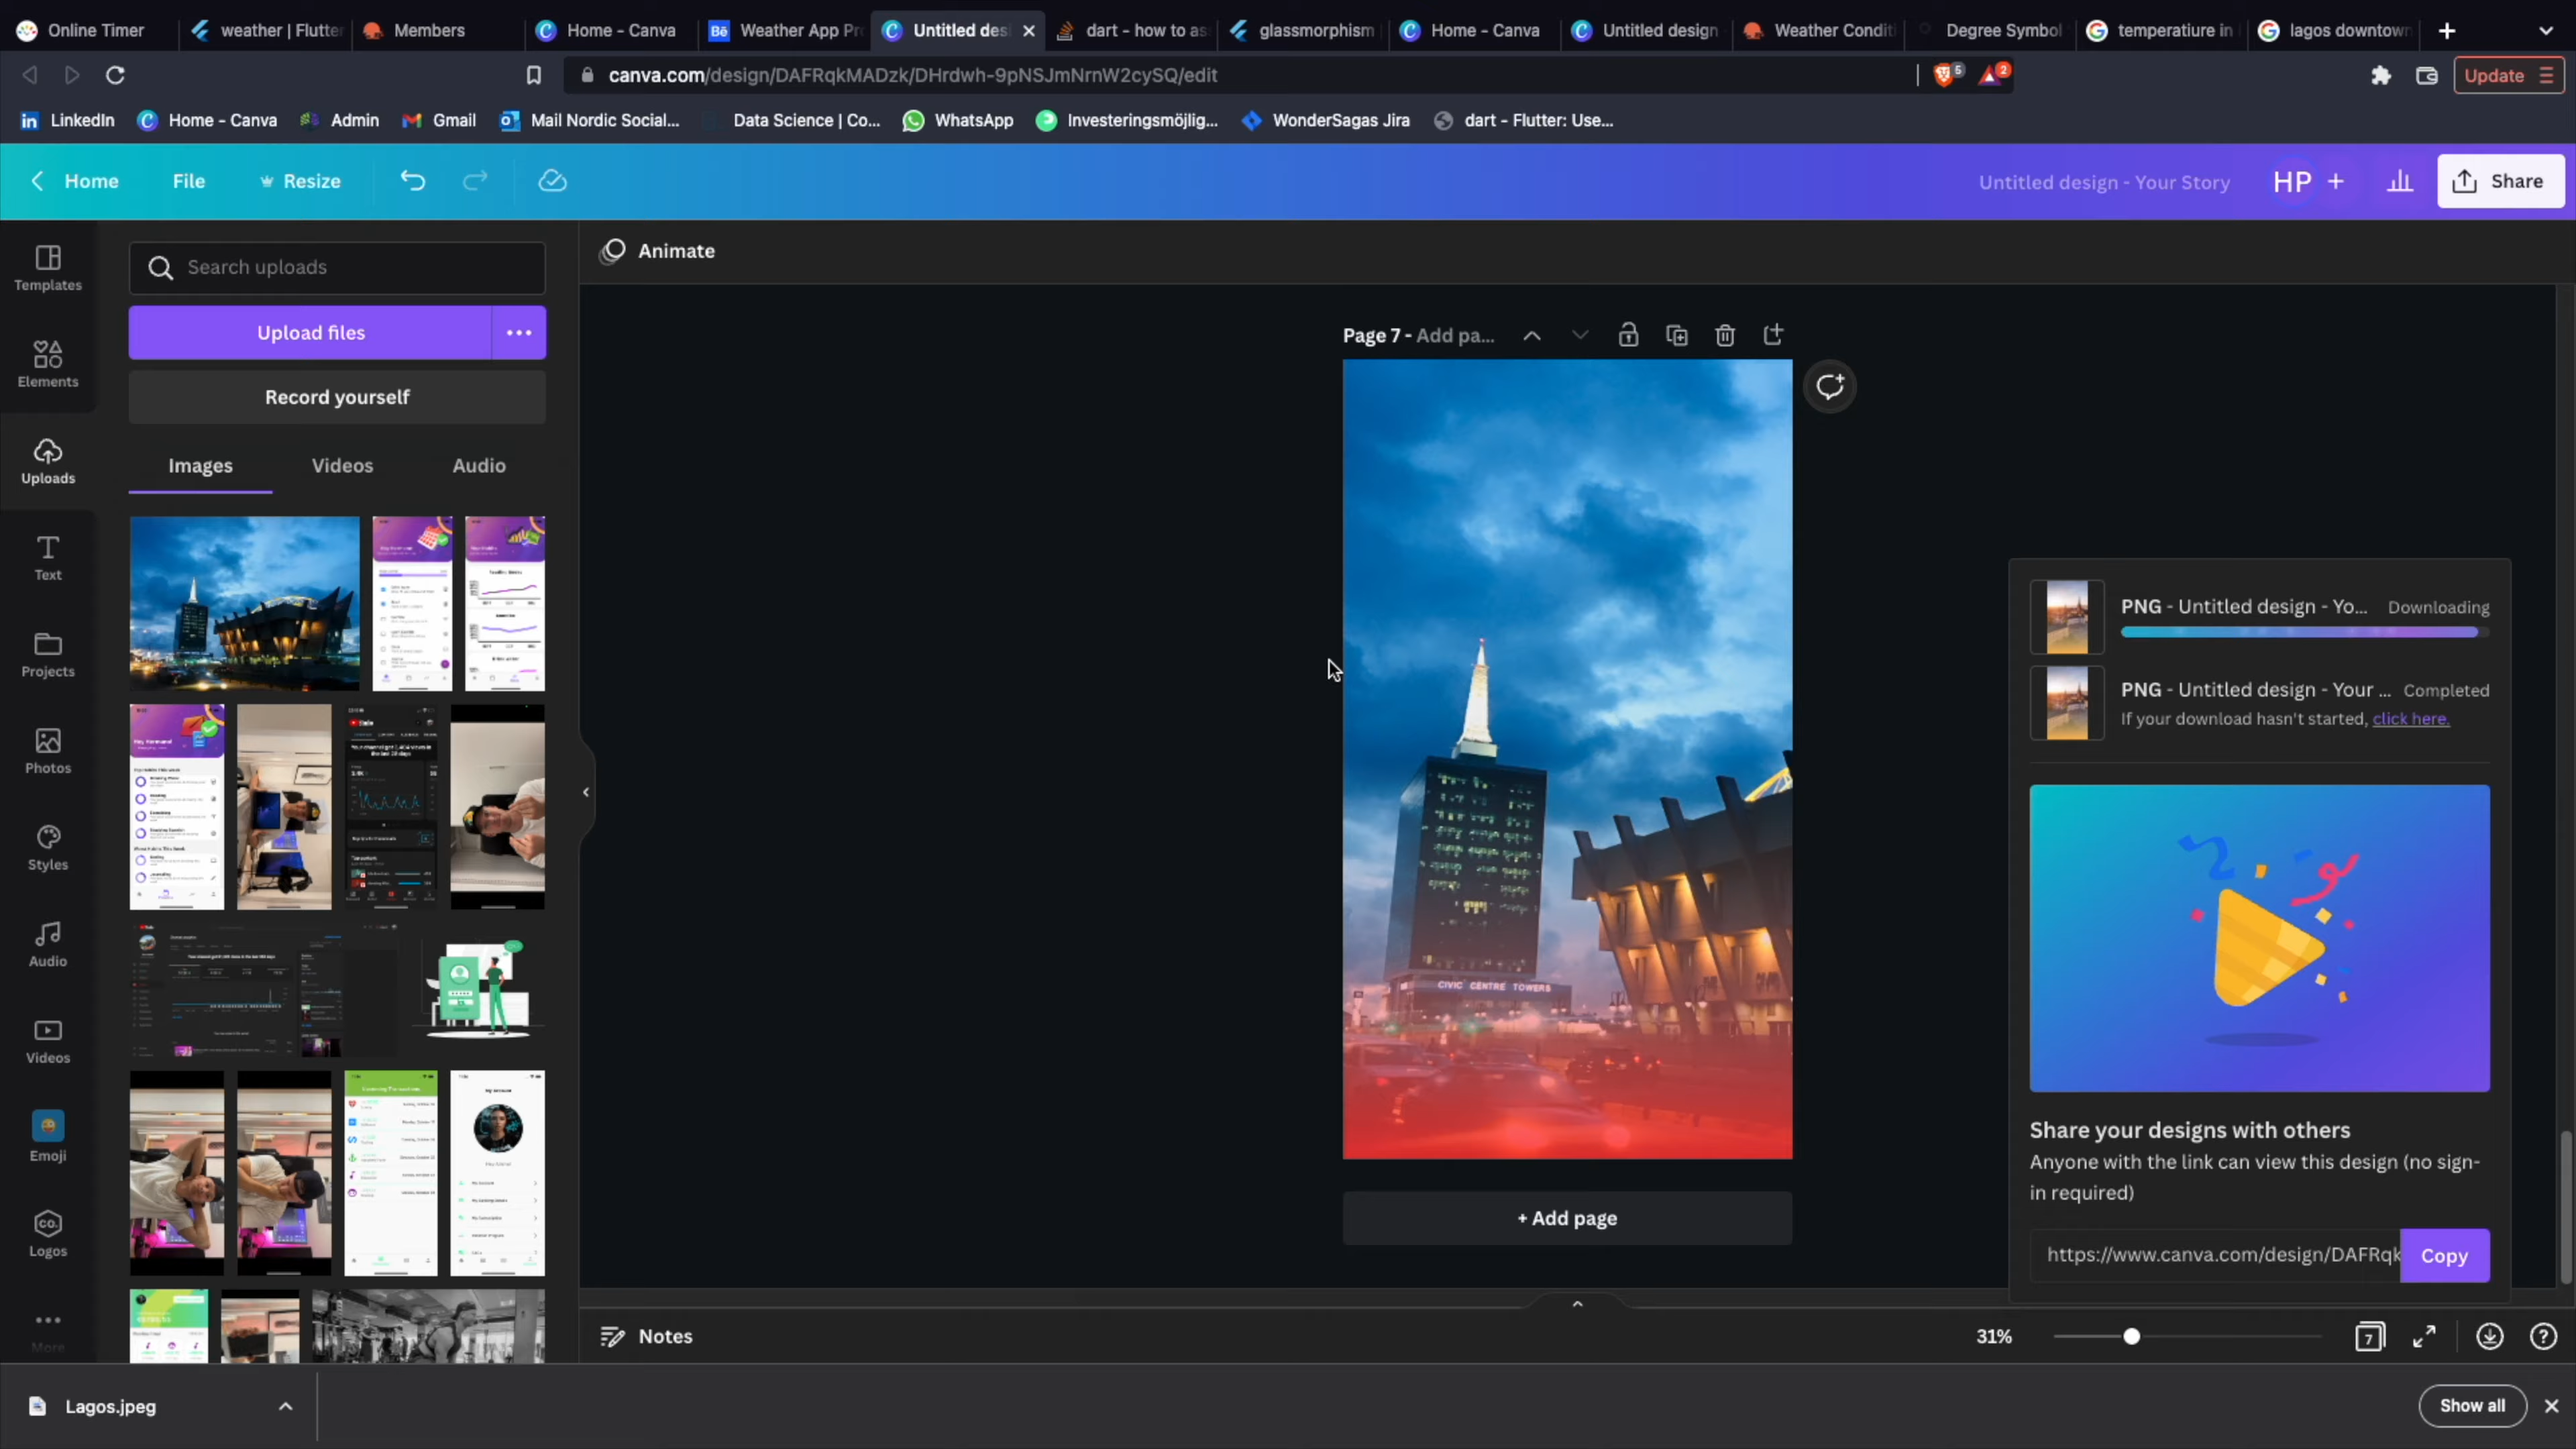 Online Timer
weather | Flutter
Members
Home - Canva
Weather App Pr
Untitled des
dart - how to as
glassmorphism
Home - Canva
Untitled design
Weather Conditi
Degree Symbol
temperatiure in
lagos downtown
canva.com/design/DAFRqkMADzk/DHrdwh-9pNSJmNrnW2cySQ/edit
5
2
Update
LinkedIn
Home - Canva
Admin
Gmail
Mail Nordic Social...
Data Science | Co...
WhatsApp
Investeringsmöjlig...
WonderSagas Jira
dart - Flutter: Use...
Home
File
Resize
Untitled design - Your Story
HP
Share
Templates
Elements
Uploads
Text
Projects
Photos
Styles
Audio
Videos
Emoji
Logos
More
Search uploads
Upload files
Record yourself
Images
Videos
Audio
Animate
Page 7 - Add pa...
CIVIC CENTRE TOWERS
+ Add page
PNG - Untitled design - Yo...
Downloading
PNG - Untitled design - Your ...
Completed
If your download hasn't started, click here.
Share your designs with others
Anyone with the link can view this design (no sign-
in required)
https://www.canva.com/design/DAFRqk
Copy
Notes
31%
7
Lagos.jpeg
Show all